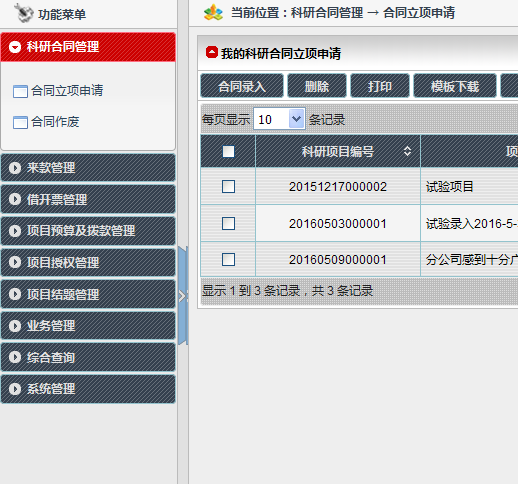 功能菜单
科研合同管理
合同立项申请
合同作废
来款管理
借开票管理
项目预算及拨款管理
项目授权管理
项目结题管理
业务管理
综合查询
系统管理
当前位置：科研合同管理 → 合同立项申请
我的科研合同立项申请
合同录入 删除 打印 模板下载
每页显示 10 条记录
科研项目编号 项
20151217000002 试验项目
20160503000001 试验录入2016-5-
20160509000001 分公司感到十分广
显示 1 到 3 条记录，共 3 条记录